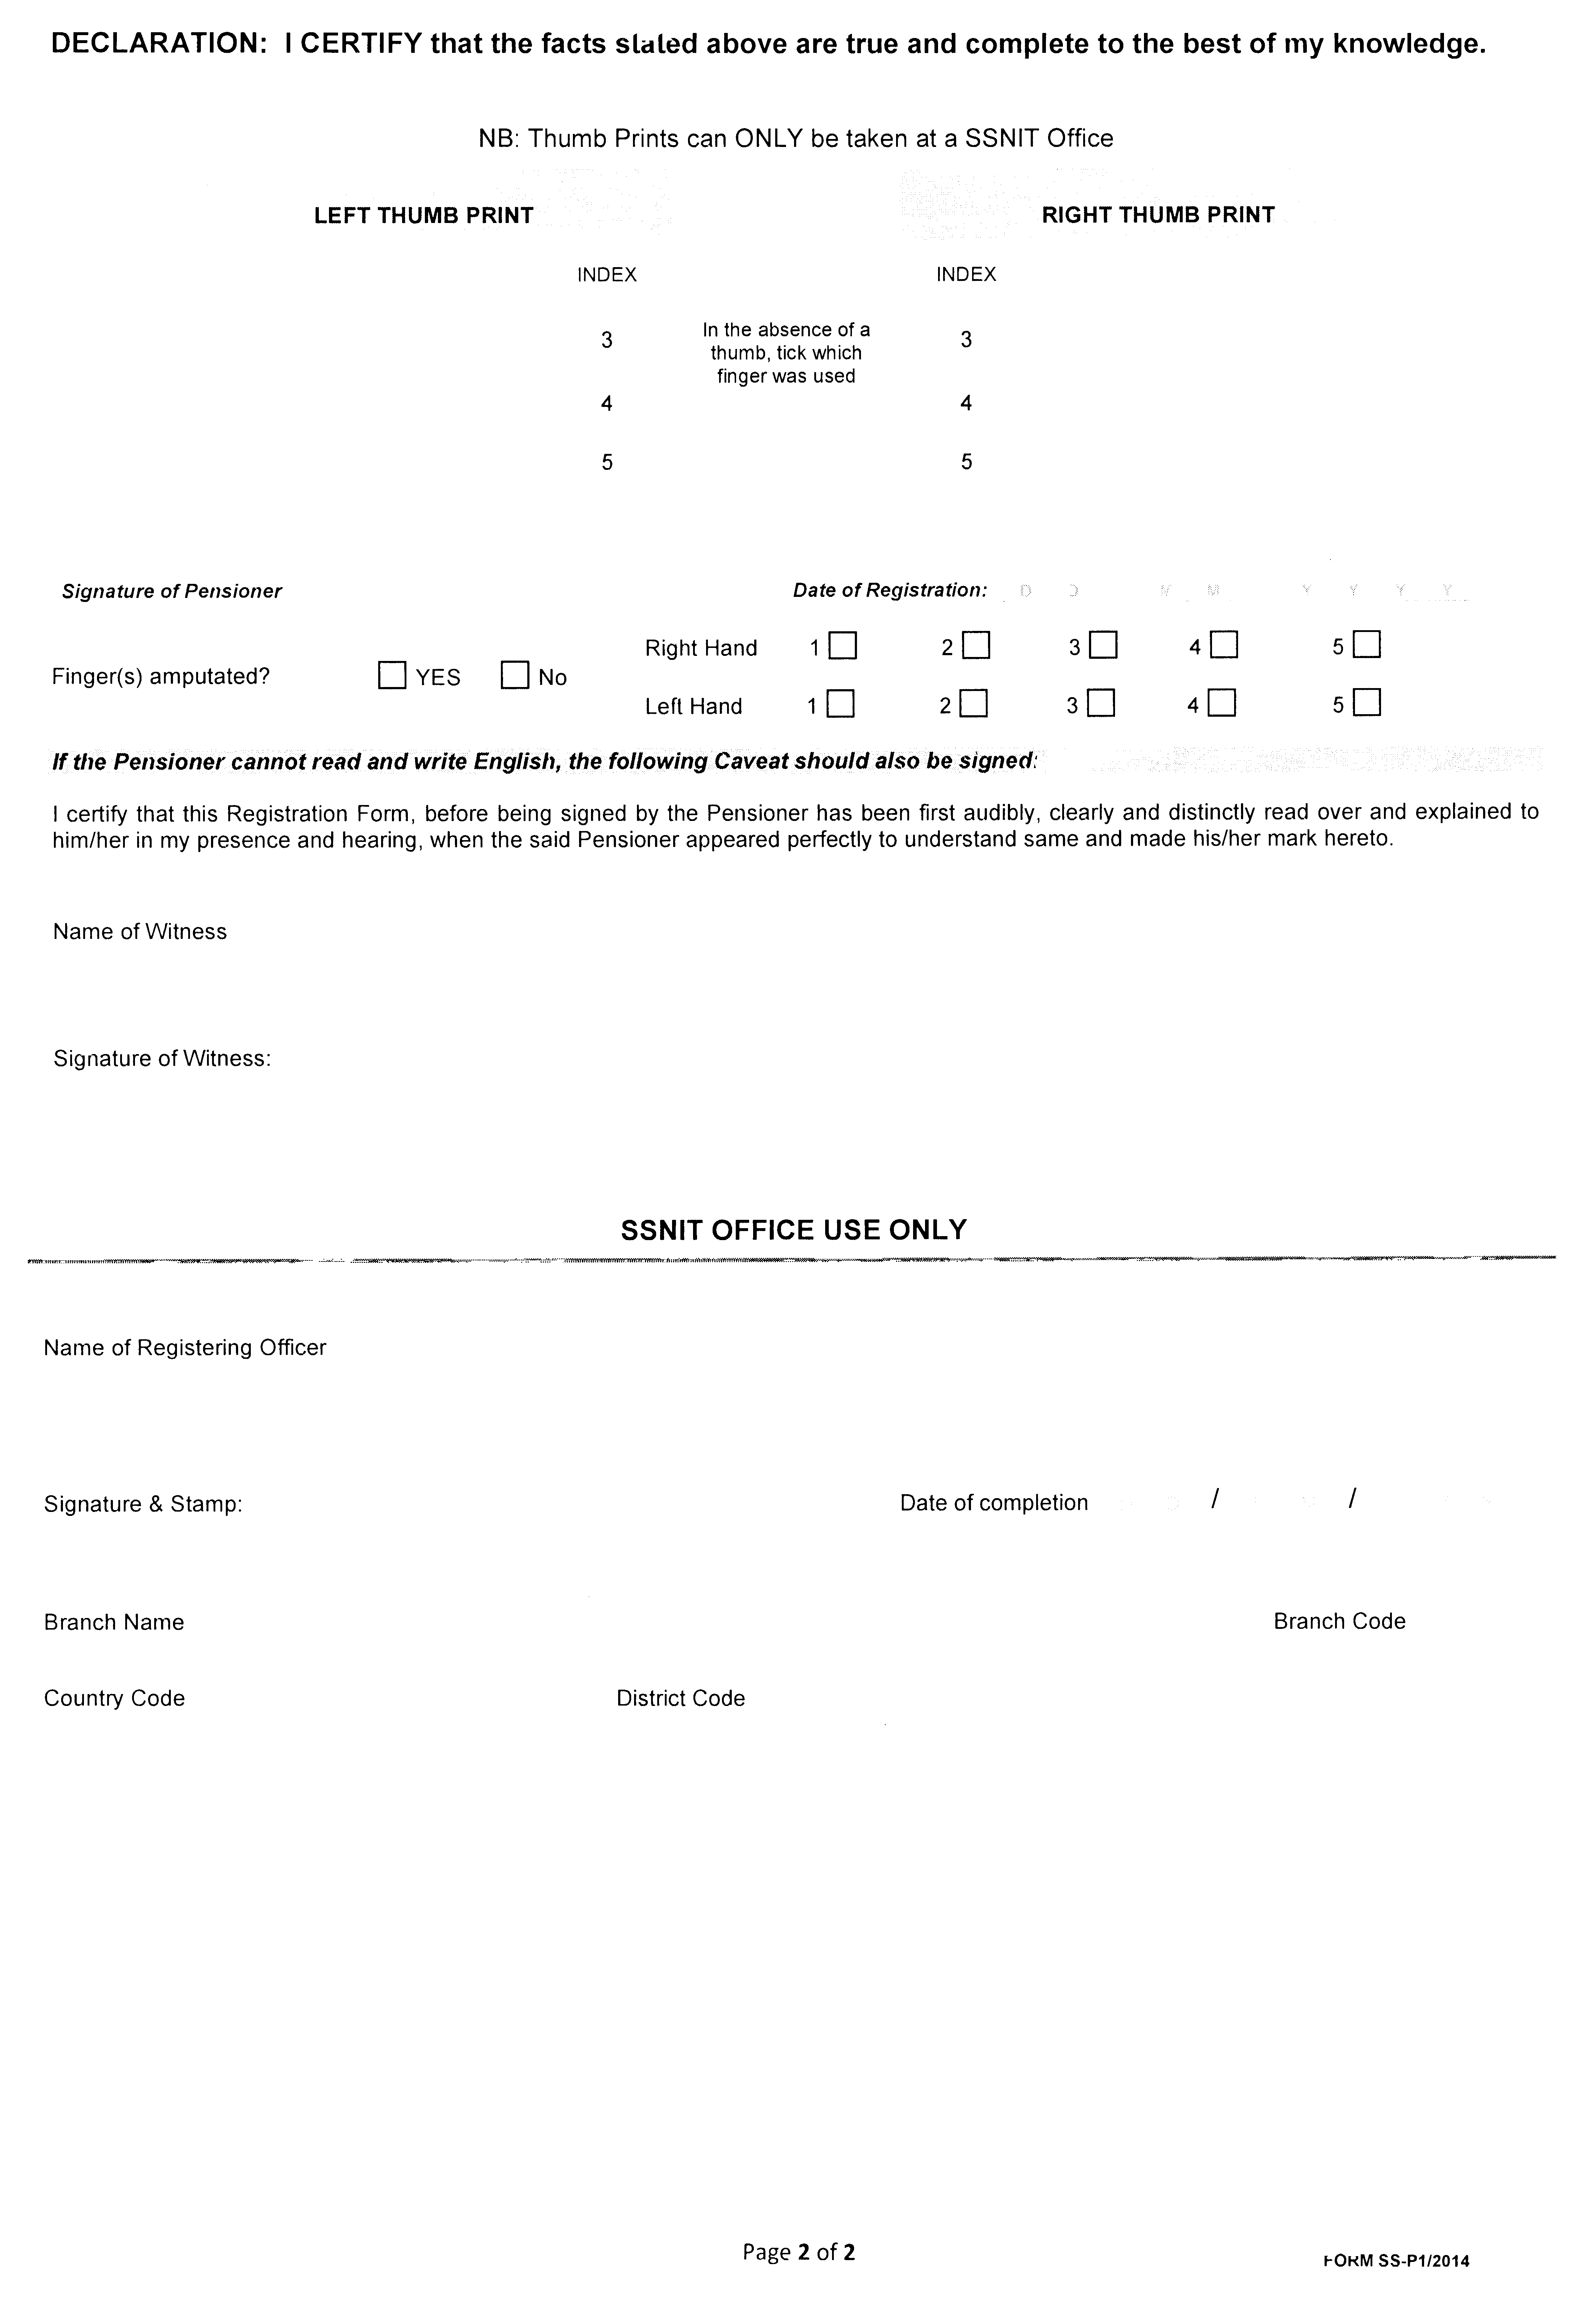 DECLARATION: I CERTIFY that the facts stated above are true and complete to the best of my knowledge.
NB: Thumb Prints can ONLY be taken at a SSNIT Office
LEFT THUMB PRINT RIGHT THUMB PRINT
INDEX INDEX
3 In the absence of a 3
thumb, tick which
finger was used
4 4
5 5
Signature of Pensioner Date of Registration: D D M M Y Y Y Y
Right Hand 1 2 3 4 5
Finger(s) amputated? YES No
Left Hand 1 2 3 4 5
If the Pensioner cannot read and write English, the following Caveat should also be signed:
I certify that this Registration Form, before being signed by the Pensioner has been first audibly, clearly and distinctly read over and explained to
him/her in my presence and hearing, when the said Pensioner appeared perfectly to understand same and made his/her mark hereto.
Name of Witness
Signature of Witness:
SSNIT OFFICE USE ONLY
Name of Registering Officer
Signature & Stamp: Date of completion / /
Branch Name Branch Code
Country Code District Code
Page 2 of 2
FORM SS-P1/2014